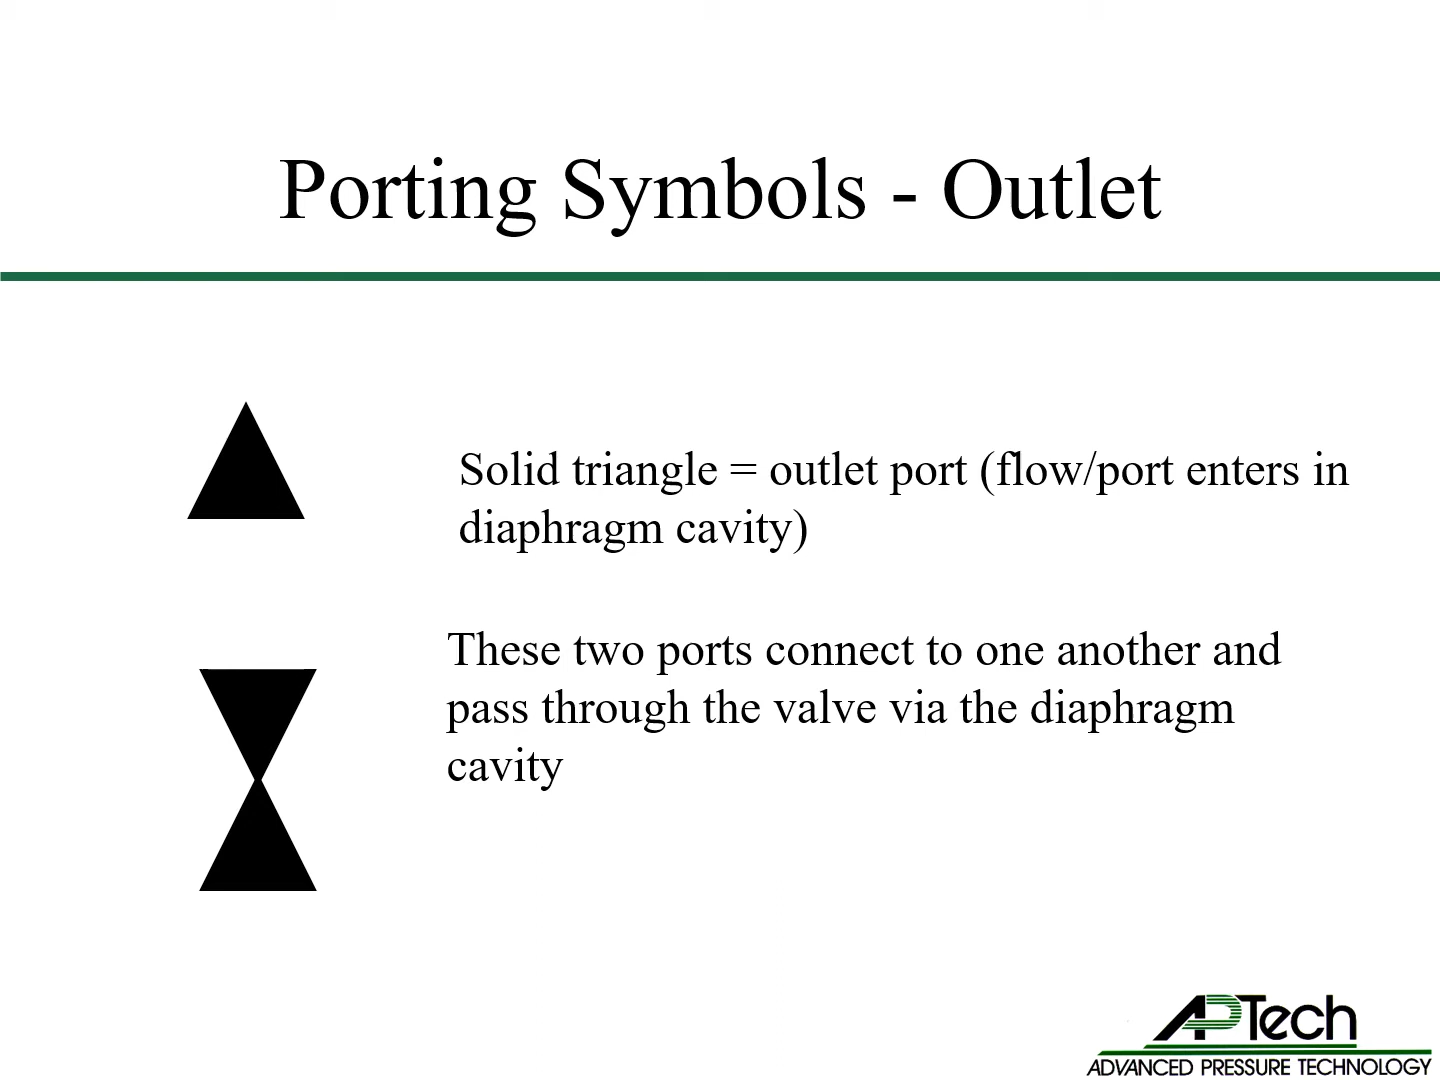 Porting Symbols - Outlet
Solid triangle = outlet port (flow/port enters in
diaphragm cavity)
These two ports connect to one another and
pass through the valve via the diaphragm
cavity
APTech
ADVANCED PRESSURE TECHNOLOGY